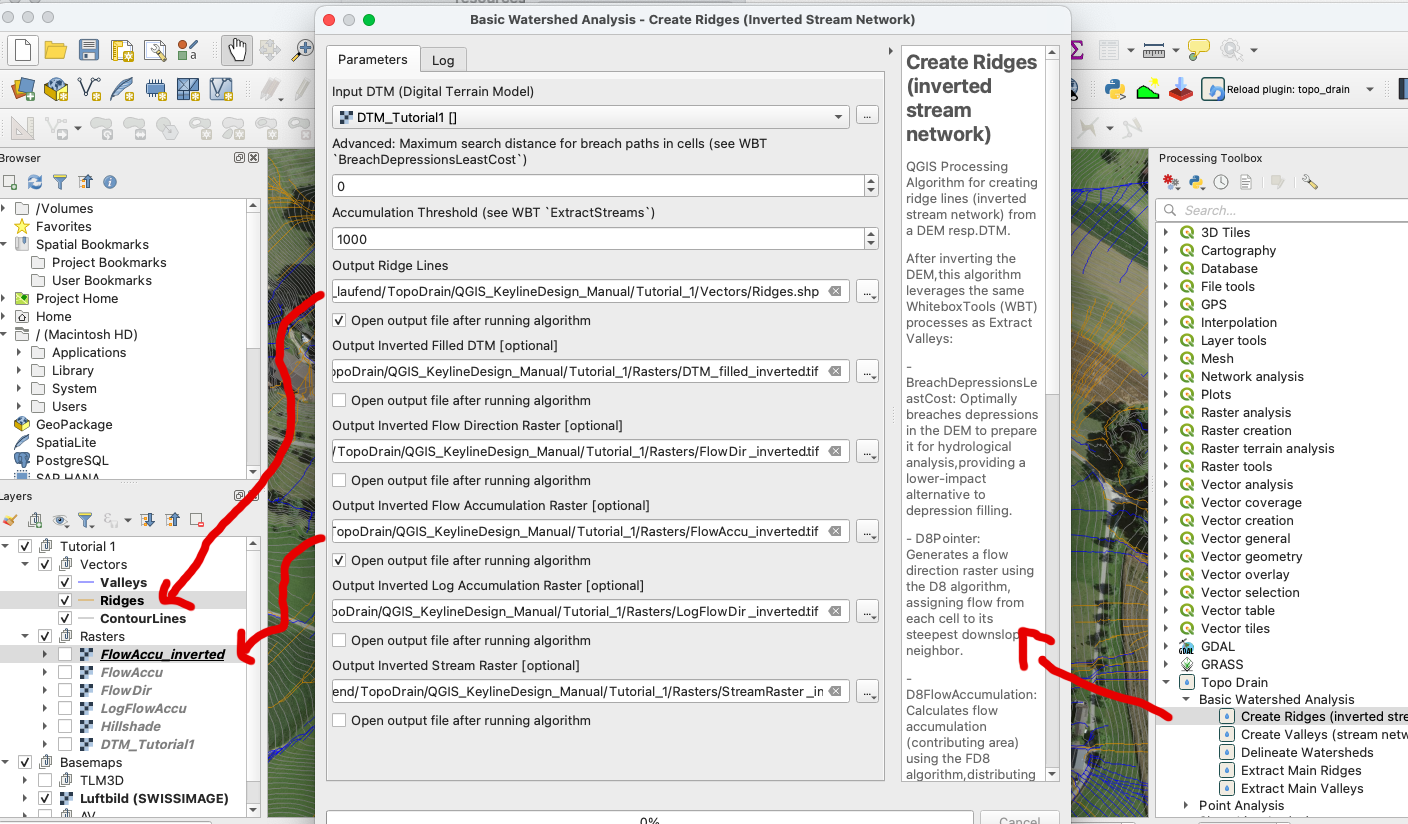 resources
Basic Watershed Analysis - Create Ridges (Inverted Stream Network)
Parameters
Log
Input DTM (Digital Terrain Model)
DTM_Tutorial1 []
...
Advanced: Maximum search distance for breach paths in cells (see WBT
`BreachDepressionsLeastCost`)
0
Accumulation Threshold (see WBT `ExtractStreams`)
1000
Output Ridge Lines
_laufend/TopoDrain/QGIS_KeylineDesign_Manual/Tutorial_1/Vectors/Ridges.shp
...
Open output file after running algorithm
Output Inverted Filled DTM [optional]
opoDrain/QGIS_KeylineDesign_Manual/Tutorial_1/Rasters/DTM_filled_inverted.tif
...
Open output file after running algorithm
Output Inverted Flow Direction Raster [optional]
/TopoDrain/QGIS_KeylineDesign_Manual/Tutorial_1/Rasters/FlowDir_inverted.tif
...
Open output file after running algorithm
Output Inverted Flow Accumulation Raster [optional]
TopoDrain/QGIS_KeylineDesign_Manual/Tutorial_1/Rasters/FlowAccu_inverted.tif
...
Open output file after running algorithm
Output Inverted Log Accumulation Raster [optional]
poDrain/QGIS_KeylineDesign_Manual/Tutorial_1/Rasters/LogFlowDir_inverted.tif
...
Open output file after running algorithm
Output Inverted Stream Raster [optional]
end/TopoDrain/QGIS_KeylineDesign_Manual/Tutorial_1/Rasters/StreamRaster_in
...
Open output file after running algorithm
0%
Cancel
Create Ridges
(inverted
stream
network)
QGIS Processing
Algorithm for creating
ridge lines (inverted
stream network) from
a DEM resp.DTM.
After inverting the
DEM,this algorithm
leverages the same
WhiteboxTools (WBT)
processes as Extract
Valleys:
-
BreachDepressionsLe
astCost: Optimally
breaches depressions
in the DEM to prepare
it for hydrological
analysis,providing a
lower-impact
alternative to
depression filling.
- D8Pointer:
Generates a flow
direction raster using
the D8 algorithm,
assigning flow from
each cell to its
steepest downslop
neighbor.
-
D8FlowAccumulation:
Calculates flow
accumulation
(contributing area)
using the FD8
algorithm,distributing
Browser
/Volumes
Favorites
Spatial Bookmarks
Project Bookmarks
User Bookmarks
Project Home
Home
/ (Macintosh HD)
Applications
Library
System
Users
GeoPackage
SpatiaLite
PostgreSQL
SAP HANA
Layers
Tutorial 1
Vectors
Valleys
Ridges
ContourLines
Rasters
FlowAccu_inverted
FlowAccu
FlowDir
LogFlowAccu
Hillshade
DTM_Tutorial1
Basemaps
TLM3D
Luftbild (SWISSIMAGE)
AV
Reload plugin: topo_drain
Processing Toolbox
Search...
3D Tiles
Cartography
Database
File tools
GPS
Interpolation
Layer tools
Mesh
Network analysis
Plots
Raster analysis
Raster creation
Raster terrain analysis
Raster tools
Vector analysis
Vector coverage
Vector creation
Vector general
Vector geometry
Vector overlay
Vector selection
Vector table
Vector tiles
GDAL
GRASS
Topo Drain
Basic Watershed Analysis
Create Ridges (inverted stre
Create Valleys (stream netw
Delineate Watersheds
Extract Main Ridges
Extract Main Valleys
Point Analysis